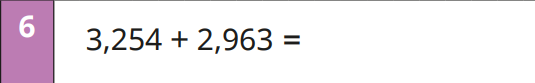 6 3,254 + 2,963 =